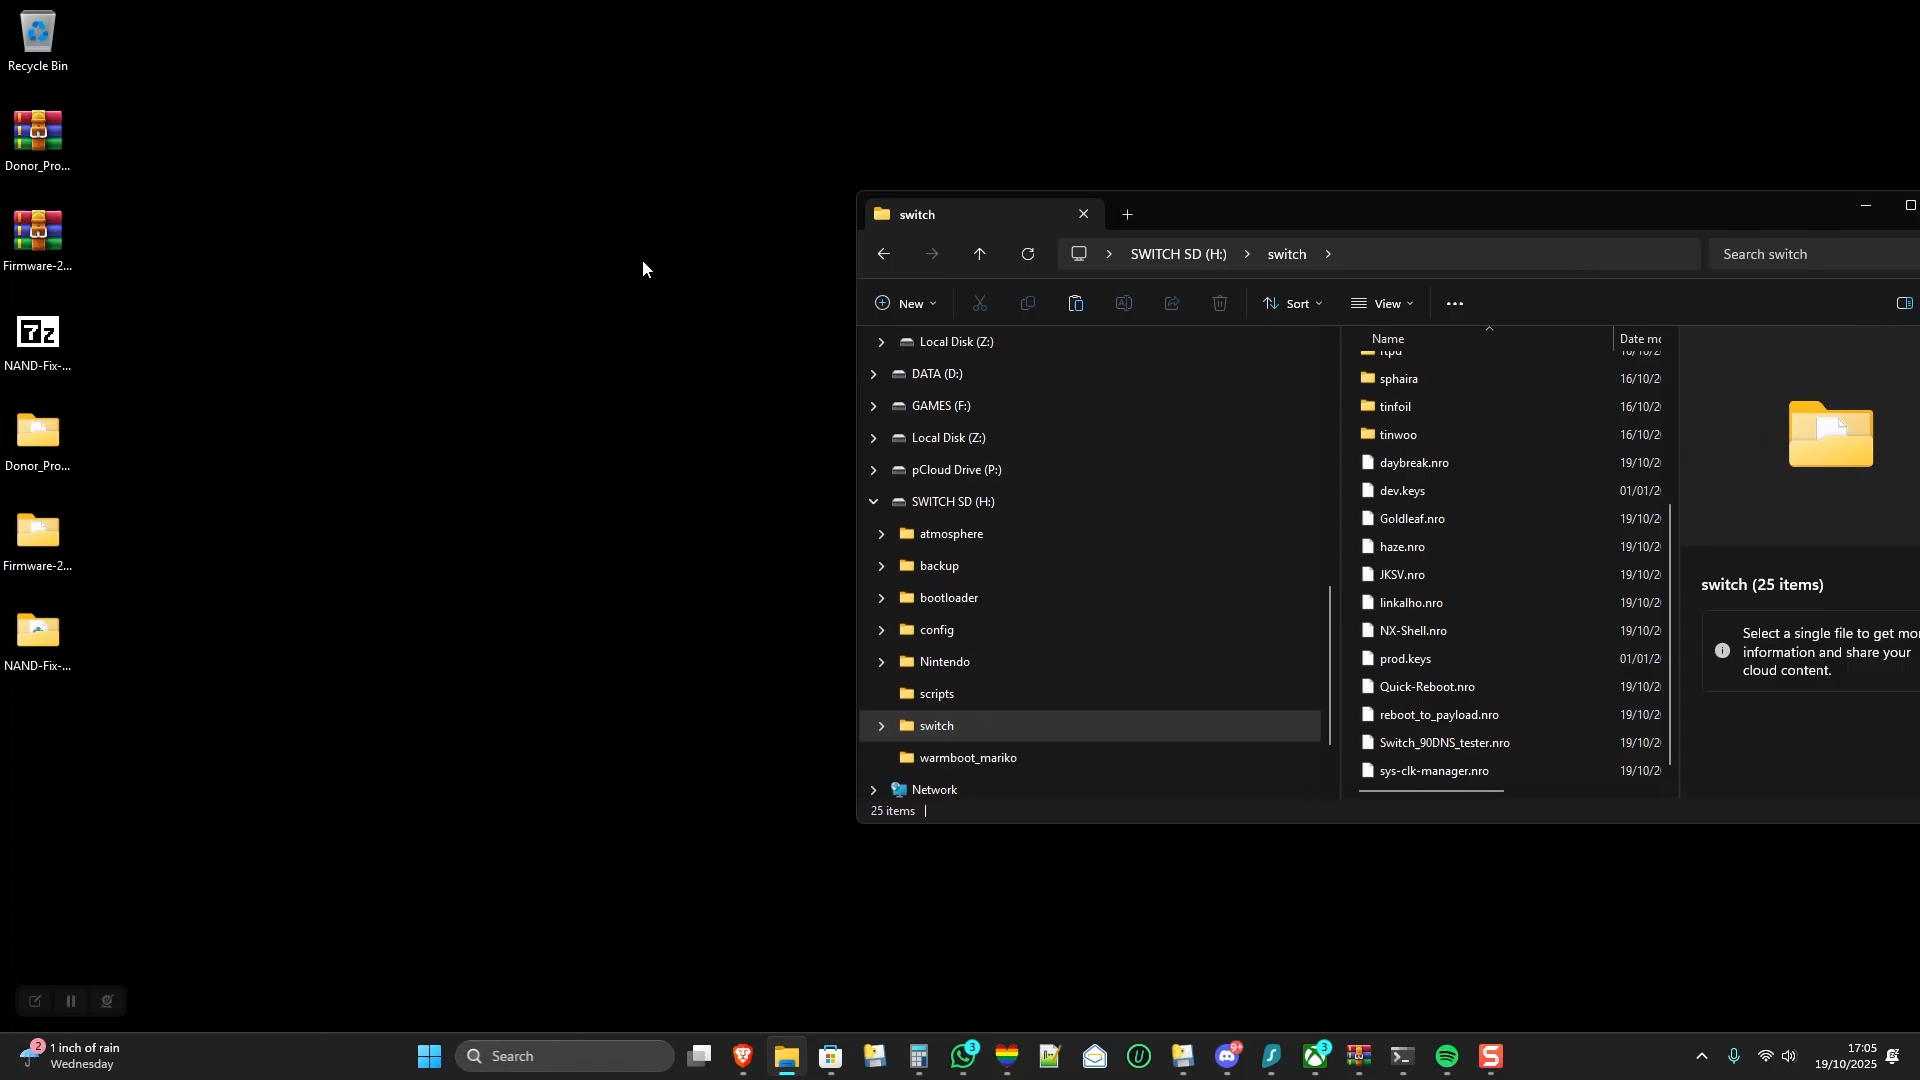 Recycle Bin
Donor_Pro...
Firmware-2...
NAND-Fix-...
Donor_Pro...
Firmware-2...
NAND-Fix-...
switch
SWITCH SD (H:)
switch
Search switch
New
Sort
View
Local Disk (Z:)
DATA (D:)
GAMES (F:)
Local Disk (Z:)
pCloud Drive (P:)
SWITCH SD (H:)
atmosphere
backup
bootloader
config
Nintendo
scripts
switch
warmboot_mariko
Network
25 items
Name
Date mo
sphaira 16/10/2
tinfoil 16/10/2
tinwoo 16/10/2
daybreak.nro 19/10/2
dev.keys 01/01/2
Goldleaf.nro 19/10/2
haze.nro 19/10/2
JKSV.nro 19/10/2
linkalho.nro 19/10/2
NX-Shell.nro 19/10/2
prod.keys 01/01/2
Quick-Reboot.nro 19/10/2
reboot_to_payload.nro 19/10/2
Switch_90DNS_tester.nro 19/10/2
sys-clk-manager.nro 19/10/2
switch (25 items)
Select a single file to get mo
information and share your
cloud content.
2
1 inch of rain
Wednesday
Search
3
9+
3
17:05
19/10/2025